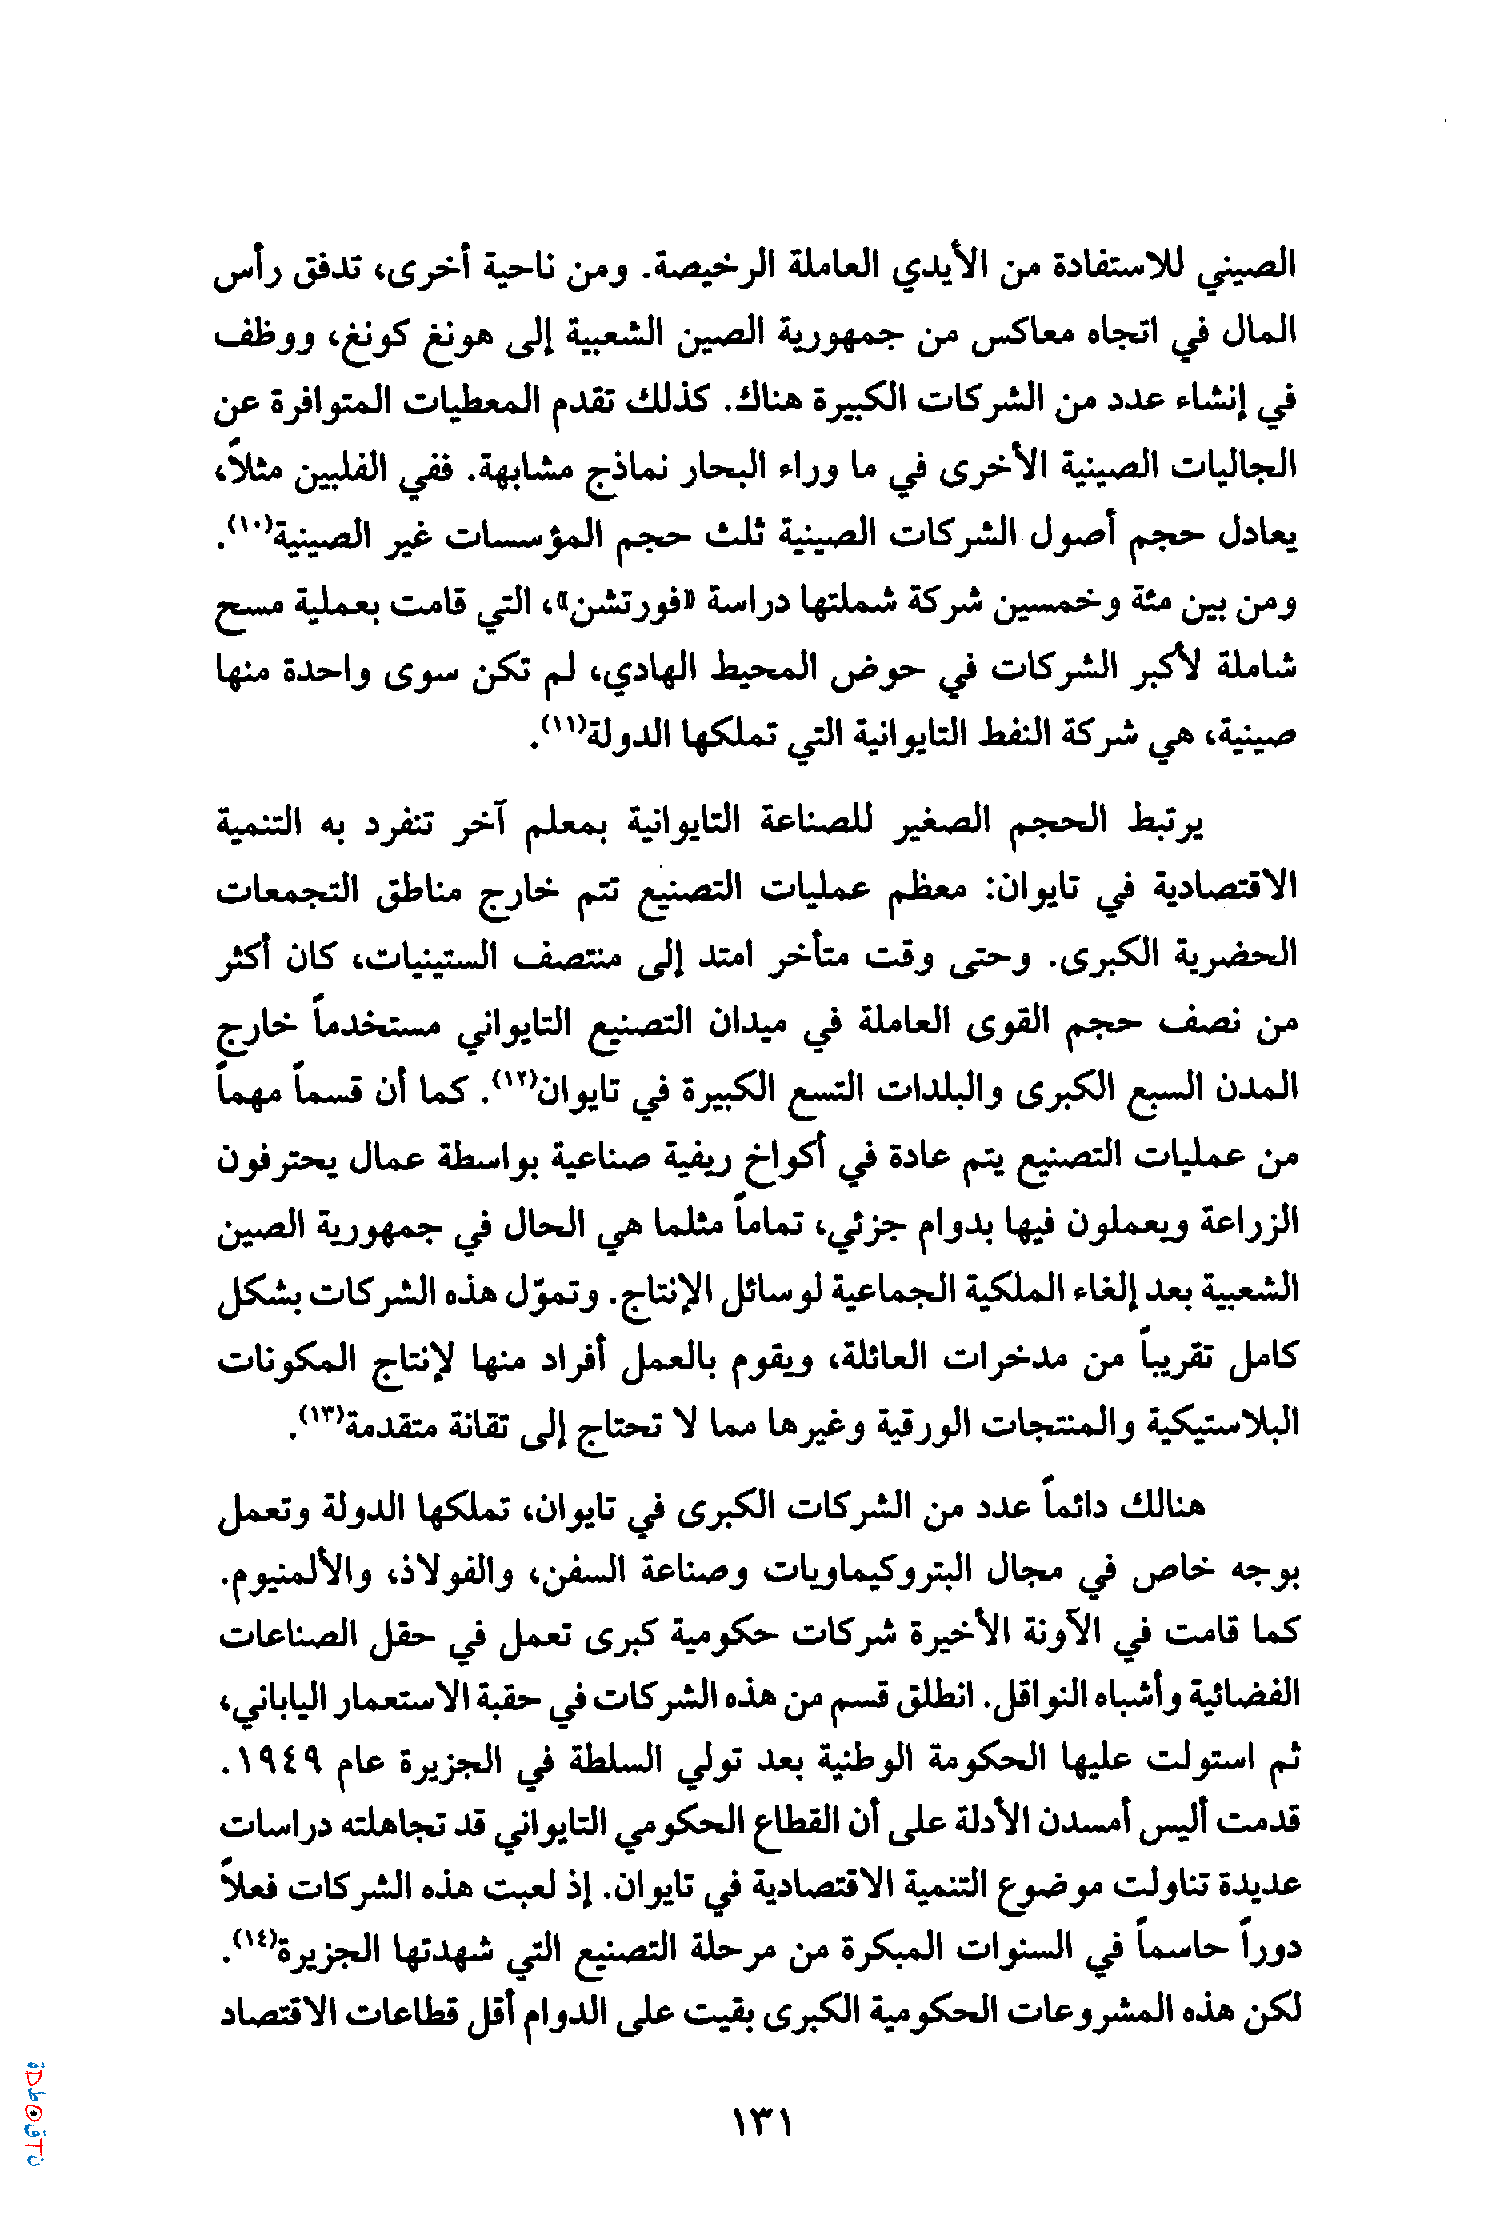 الصيني للاستفادة من الأيدي العاملة الرخيصة. ومن ناحية أخرى، تدفق رأس
المال في اتجاه معاكس من جمهورية الصين الشعبية إلى هونغ كونغ، ووظف
في إنشاء عدد من الشركات الكبيرة هناك. كذلك تقدم المعطيات المتوافرة عن
الجاليات الصينية الأخرى في ما وراء البحار نماذج مشابهة. ففي الفلبين مثلاً،
يعادل حجم أصول الشركات الصينية ثلث حجم المؤسسات غير الصينية(١٠).
ومن بين مئة وخمسين شركة شملتها دراسة «فورتشن»، التي قامت بعملية مسح
شاملة لأكبر الشركات في حوض المحيط الهادي، لم تكن سوى واحدة منها
صينية، هي شركة النفط التايوانية التي تملكها الدولة(١١).
يرتبط الحجم الصغير للصناعة التايوانية بمعلم آخر تنفرد به التنمية
الاقتصادية في تايوان: معظم عمليات التصنيع تتم خارج مناطق التجمعات
الحضرية الكبرى. وحتى وقت متأخر امتد إلى منتصف الستينيات، كان أكثر
من نصف حجم القوى العاملة في ميدان التصنيع التايواني مستخدماً خارج
المدن السبع الكبرى والبلدات التسع الكبيرة في تايوان(١٢). كما أن قسماً مهماً
من عمليات التصنيع يتم عادة في أكواخ ريفية صناعية بواسطة عمال يحترفون
الزراعة ويعملون فيها بدوام جزئي، تماماً مثلما هي الحال في جمهورية الصين
الشعبية بعد إلغاء الملكية الجماعية لوسائل الإنتاج. وتموّل هذه الشركات بشكل
كامل تقريباً من مدخرات العائلة، ويقوم بالعمل أفراد منها لإنتاج المكونات
البلاستيكية والمنتجات الورقية وغيرها مما لا تحتاج إلى تقانة متقدمة(١٣).
هنالك دائماً عدد من الشركات الكبرى في تايوان، تملكها الدولة وتعمل
بوجه خاص في مجال البتروكيماويات وصناعة السفن، والفولاذ، والألمنيوم.
كما قامت في الآونة الأخيرة شركات حكومية كبرى تعمل في حقل الصناعات
الفضائية وأشباه النواقل. انطلق قسم من هذه الشركات في حقبة الاستعمار الياباني،
ثم استولت عليها الحكومة الوطنية بعد تولي السلطة في الجزيرة عام ١٩٤٩.
قدمت أليس أمسدن الأدلة على أن القطاع الحكومي التايواني قد تجاهلته دراسات
عديدة تناولت موضوع التنمية الاقتصادية في تايوان. إذ لعبت هذه الشركات فعلاً
دوراً حاسماً في السنوات المبكرة من مرحلة التصنيع التي شهدتها الجزيرة(١٤).
لكن هذه المشروعات الحكومية الكبرى بقيت على الدوام أقل قطاعات الاقتصاد
١٣١